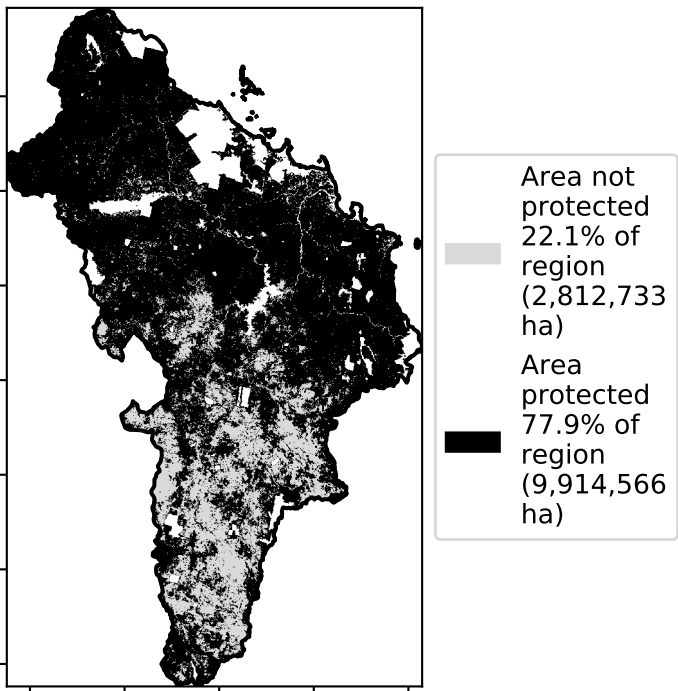 Area not
protected
22.1% of
region
(2,812,733
ha)
Area
protected
77.9% of
region
(9,914,566
ha)